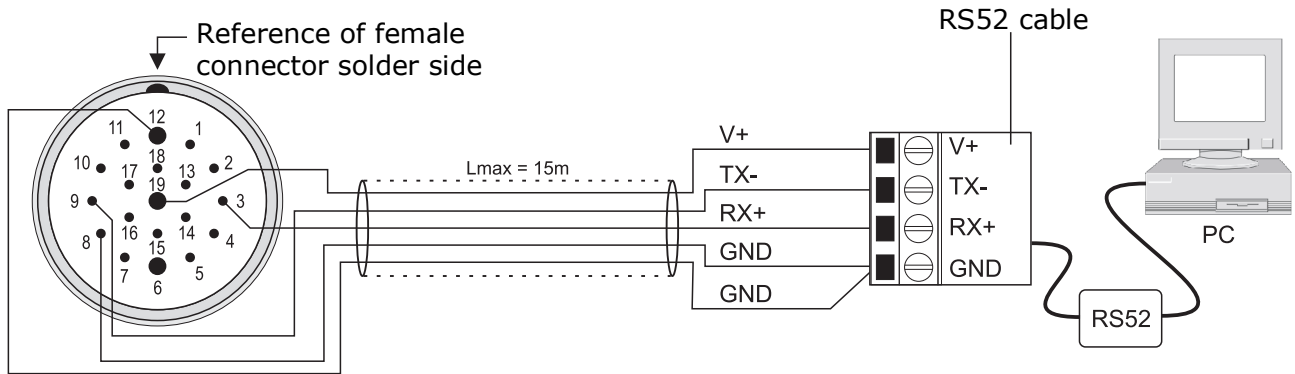 Reference of female
connector solder side
RS52 cable
12
11
1
10
18
2
17
13
9
19
3
8
16
14
4
15
7
5
6
Lmax = 15m
V+
TX-
RX+
GND
GND
V+
TX-
RX+
GND
RS52
PC